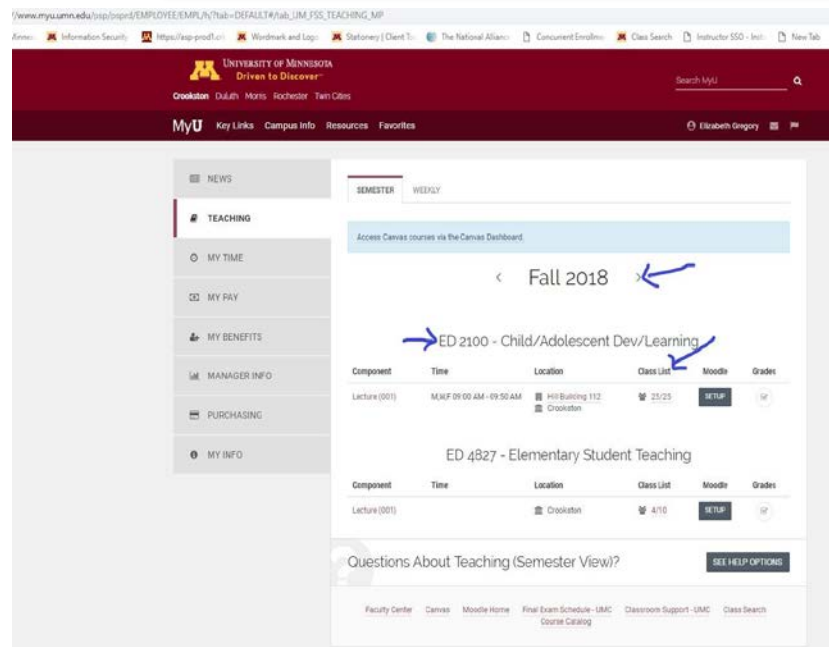 //www.myu.umn.edu/psp/psprd/EMPLOYEE/EMPL/h/?tab=DEFAULT#/tab_UM_FSS_TEACHING_MP
Information Security Wordmark and Logo Stationery | Client The National Alliance Concurrent Enrollme Class Search Instructor SSO - Inst New Tab
UNIVERSITY OF MINNESOTA
Driven to Discover
Crookston Duluth Morris Rochester Twin Cities
Search MyU
MyU Key Links Campus Info Resources Favorites Elizabeth Gregory
NEWS
TEACHING
MY TIME
MY PAY
MY BENEFITS
MANAGER INFO
PURCHASING
MY INFO
SEMESTER WEEKLY
Access Canvas courses via the Canvas Dashboard.
< Fall 2018 >
ED 2100 - Child/Adolescent Dev/Learning
Component Time Location Class List Moodle Grades
Lecture (001) M,W,F 09:00 AM - 09:50 AM Hill Building 112 25/25 SETUP
Crookston
ED 4827 - Elementary Student Teaching
Component Time Location Class List Moodle Grades
Lecture (001) Crookston 4/10 SETUP
Questions About Teaching (Semester View)? SEE HELP OPTIONS
Faculty Center Canvas Moodle Home Final Exam Schedule - UMC Classroom Support - UMC Class Search
Course Catalog